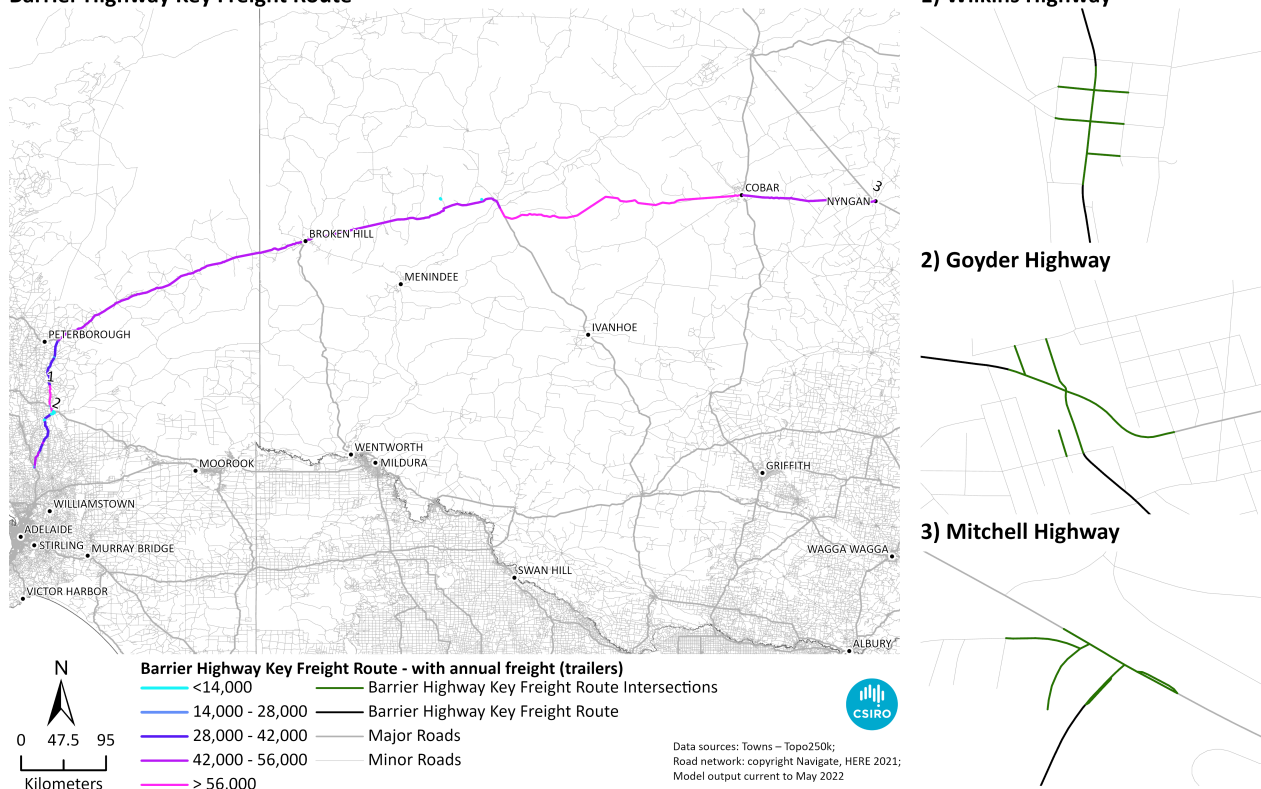 Barrier Highway Key Freight Route
1) Wilkins Highway
COBAR
3
NYNGAN
BROKEN HILL
MENINDEE
2) Goyder Highway
PETERBOROUGH
IVANHOE
1
2
WENTWORTH
MOOROOK
MILDURA
GRIFFITH
WILLIAMSTOWN
ADELAIDE
STIRLING
MURRAY BRIDGE
3) Mitchell Highway
WAGGA WAGGA
SWAN HILL
VICTOR HARBOR
ALBURY
N
0 47.5 95
Kilometers
Barrier Highway Key Freight Route - with annual freight (trailers)
<14,000
14,000 - 28,000
28,000 - 42,000
42,000 - 56,000
> 56,000
Barrier Highway Key Freight Route Intersections
Barrier Highway Key Freight Route
Major Roads
Minor Roads
CSIRO
Data sources: Towns – Topo250k;
Road network: copyright Navigate, HERE 2021;
Model output current to May 2022